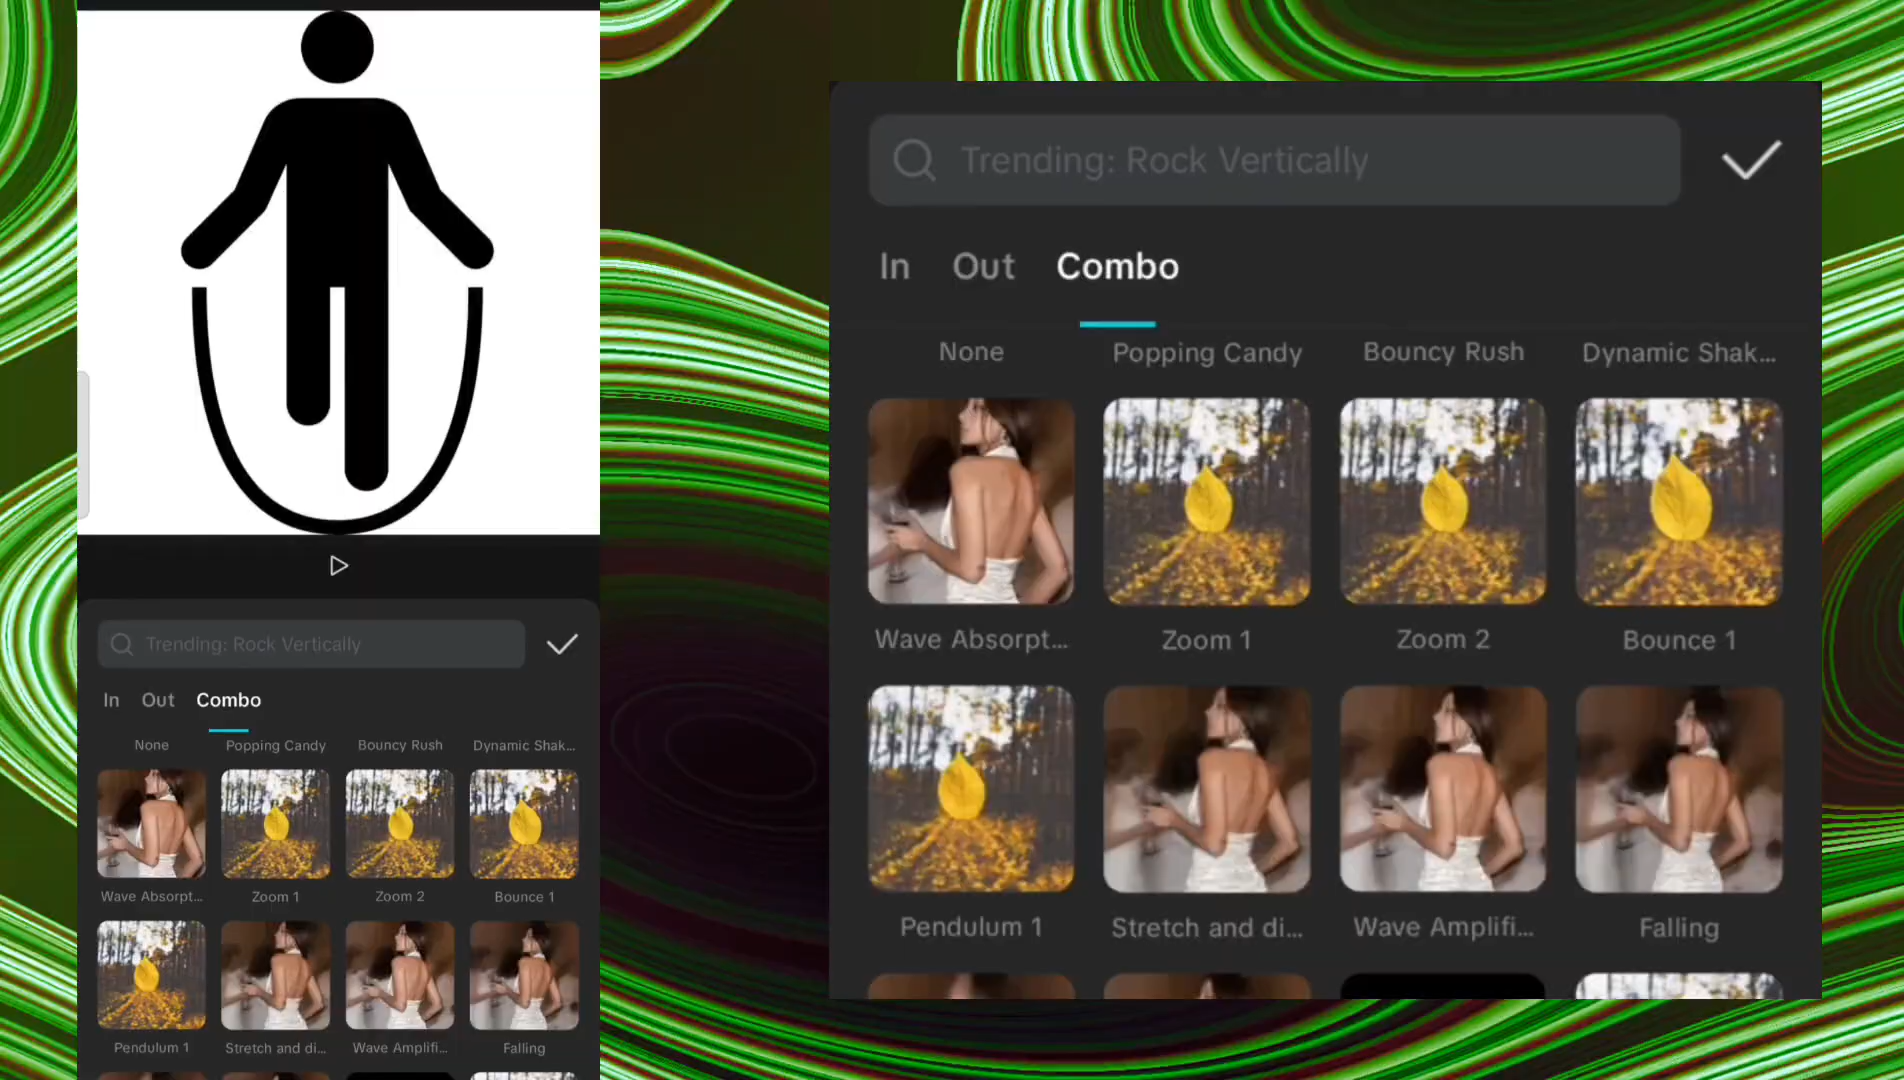 Trending: Rock Vertically
In Out Combo
None Popping Candy Bouncy Rush Dynamic Shak...
Wave Absorpt... Zoom 1 Zoom 2 Bounce 1
Pendulum 1 Stretch and di... Wave Amplifi... Falling
Trending: Rock Vertically
In Out Combo
None Popping Candy Bouncy Rush Dynamic Shak...
Wave Absorpt... Zoom 1 Zoom 2 Bounce 1
Pendulum 1 Stretch and di... Wave Amplifi... Falling